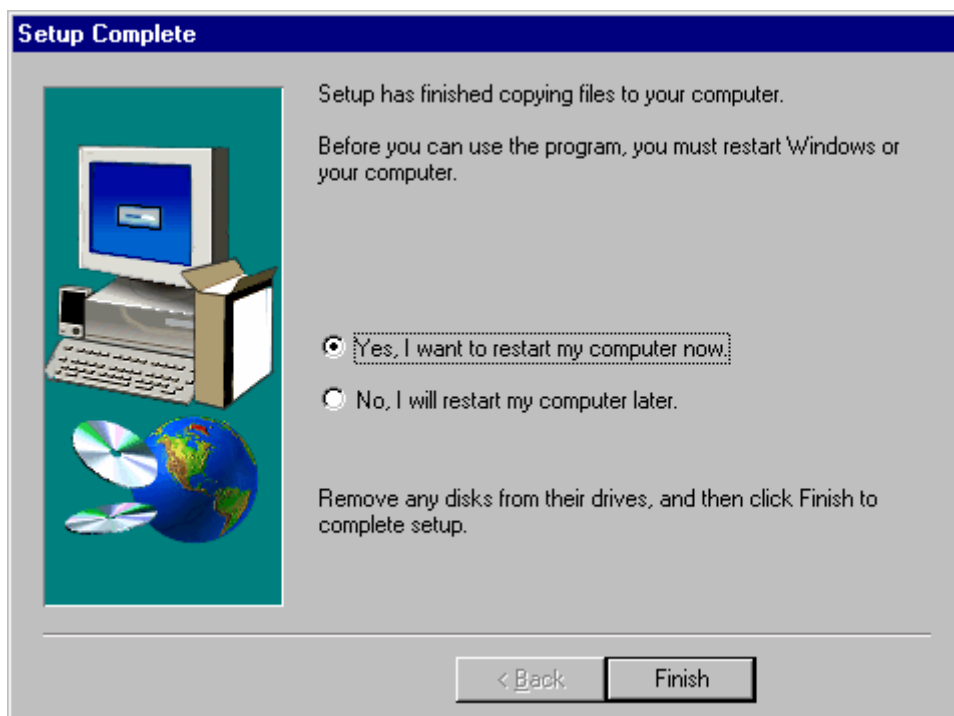 Setup Complete
Setup has finished copying files to your computer.
Before you can use the program, you must restart Windows or
your computer.
Yes, I want to restart my computer now.
No, I will restart my computer later.
Remove any disks from their drives, and then click Finish to
complete setup.
< Back
Finish